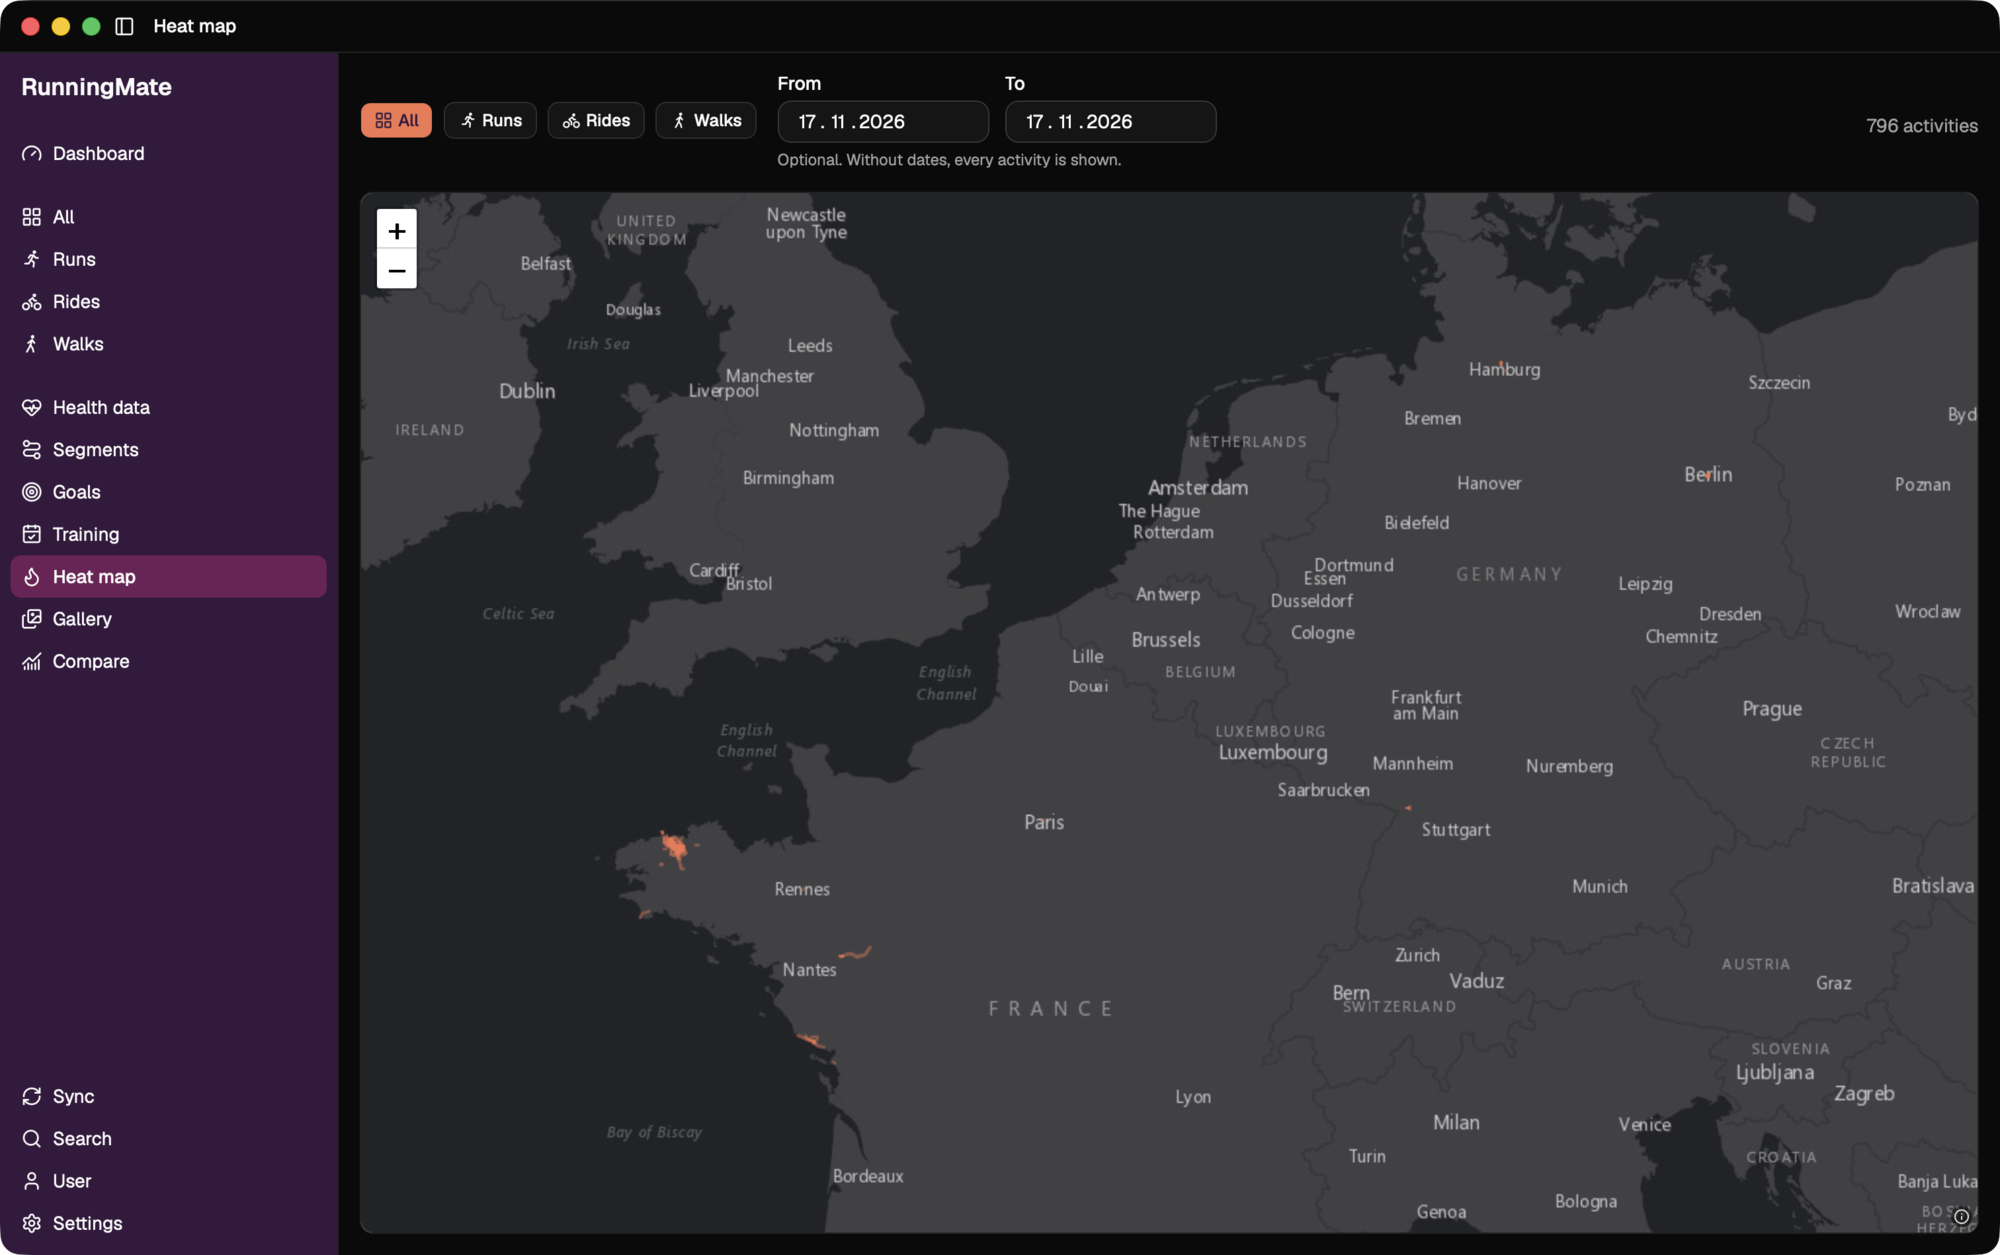 Heat map
RunningMate
Dashboard
All
Runs
Rides
Walks
Health data
Segments
Goals
Training
Heat map
Gallery
Compare
Sync
Search
User
Settings
All
Runs
Rides
Walks
From
17 . 11 . 2026
To
17 . 11 . 2026
Optional. Without dates, every activity is shown.
796 activities
+
−
UNITED
KINGDOM
Newcastle
upon Tyne
Belfast
Douglas
Irish Sea
Leeds
Manchester
Liverpool
Dublin
IRELAND
Nottingham
Birmingham
Cardiff
Bristol
Celtic Sea
English
Channel
English
Channel
Hamburg
Szczecin
Bremen
Byd
NETHERLANDS
Berlin
Amsterdam
Hanover
Poznan
The Hague
Rotterdam
Bielefeld
Dortmund
Essen
GERMANY
Leipzig
Antwerp
Dusseldorf
Dresden
Wroclaw
Cologne
Chemnitz
Brussels
Lille
BELGIUM
Douai
Frankfurt
am Main
Prague
LUXEMBOURG
Luxembourg
CZECH
REPUBLIC
Mannheim
Nuremberg
Saarbrucken
Paris
Stuttgart
Rennes
Munich
Bratislava
Nantes
Zurich
AUSTRIA
Vaduz
Graz
Bern
SWITZERLAND
FRANCE
SLOVENIA
Ljubljana
Zagreb
Lyon
Milan
Venice
Bay of Biscay
Turin
CROATIA
Bordeaux
Banja Luka
Bologna
Genoa